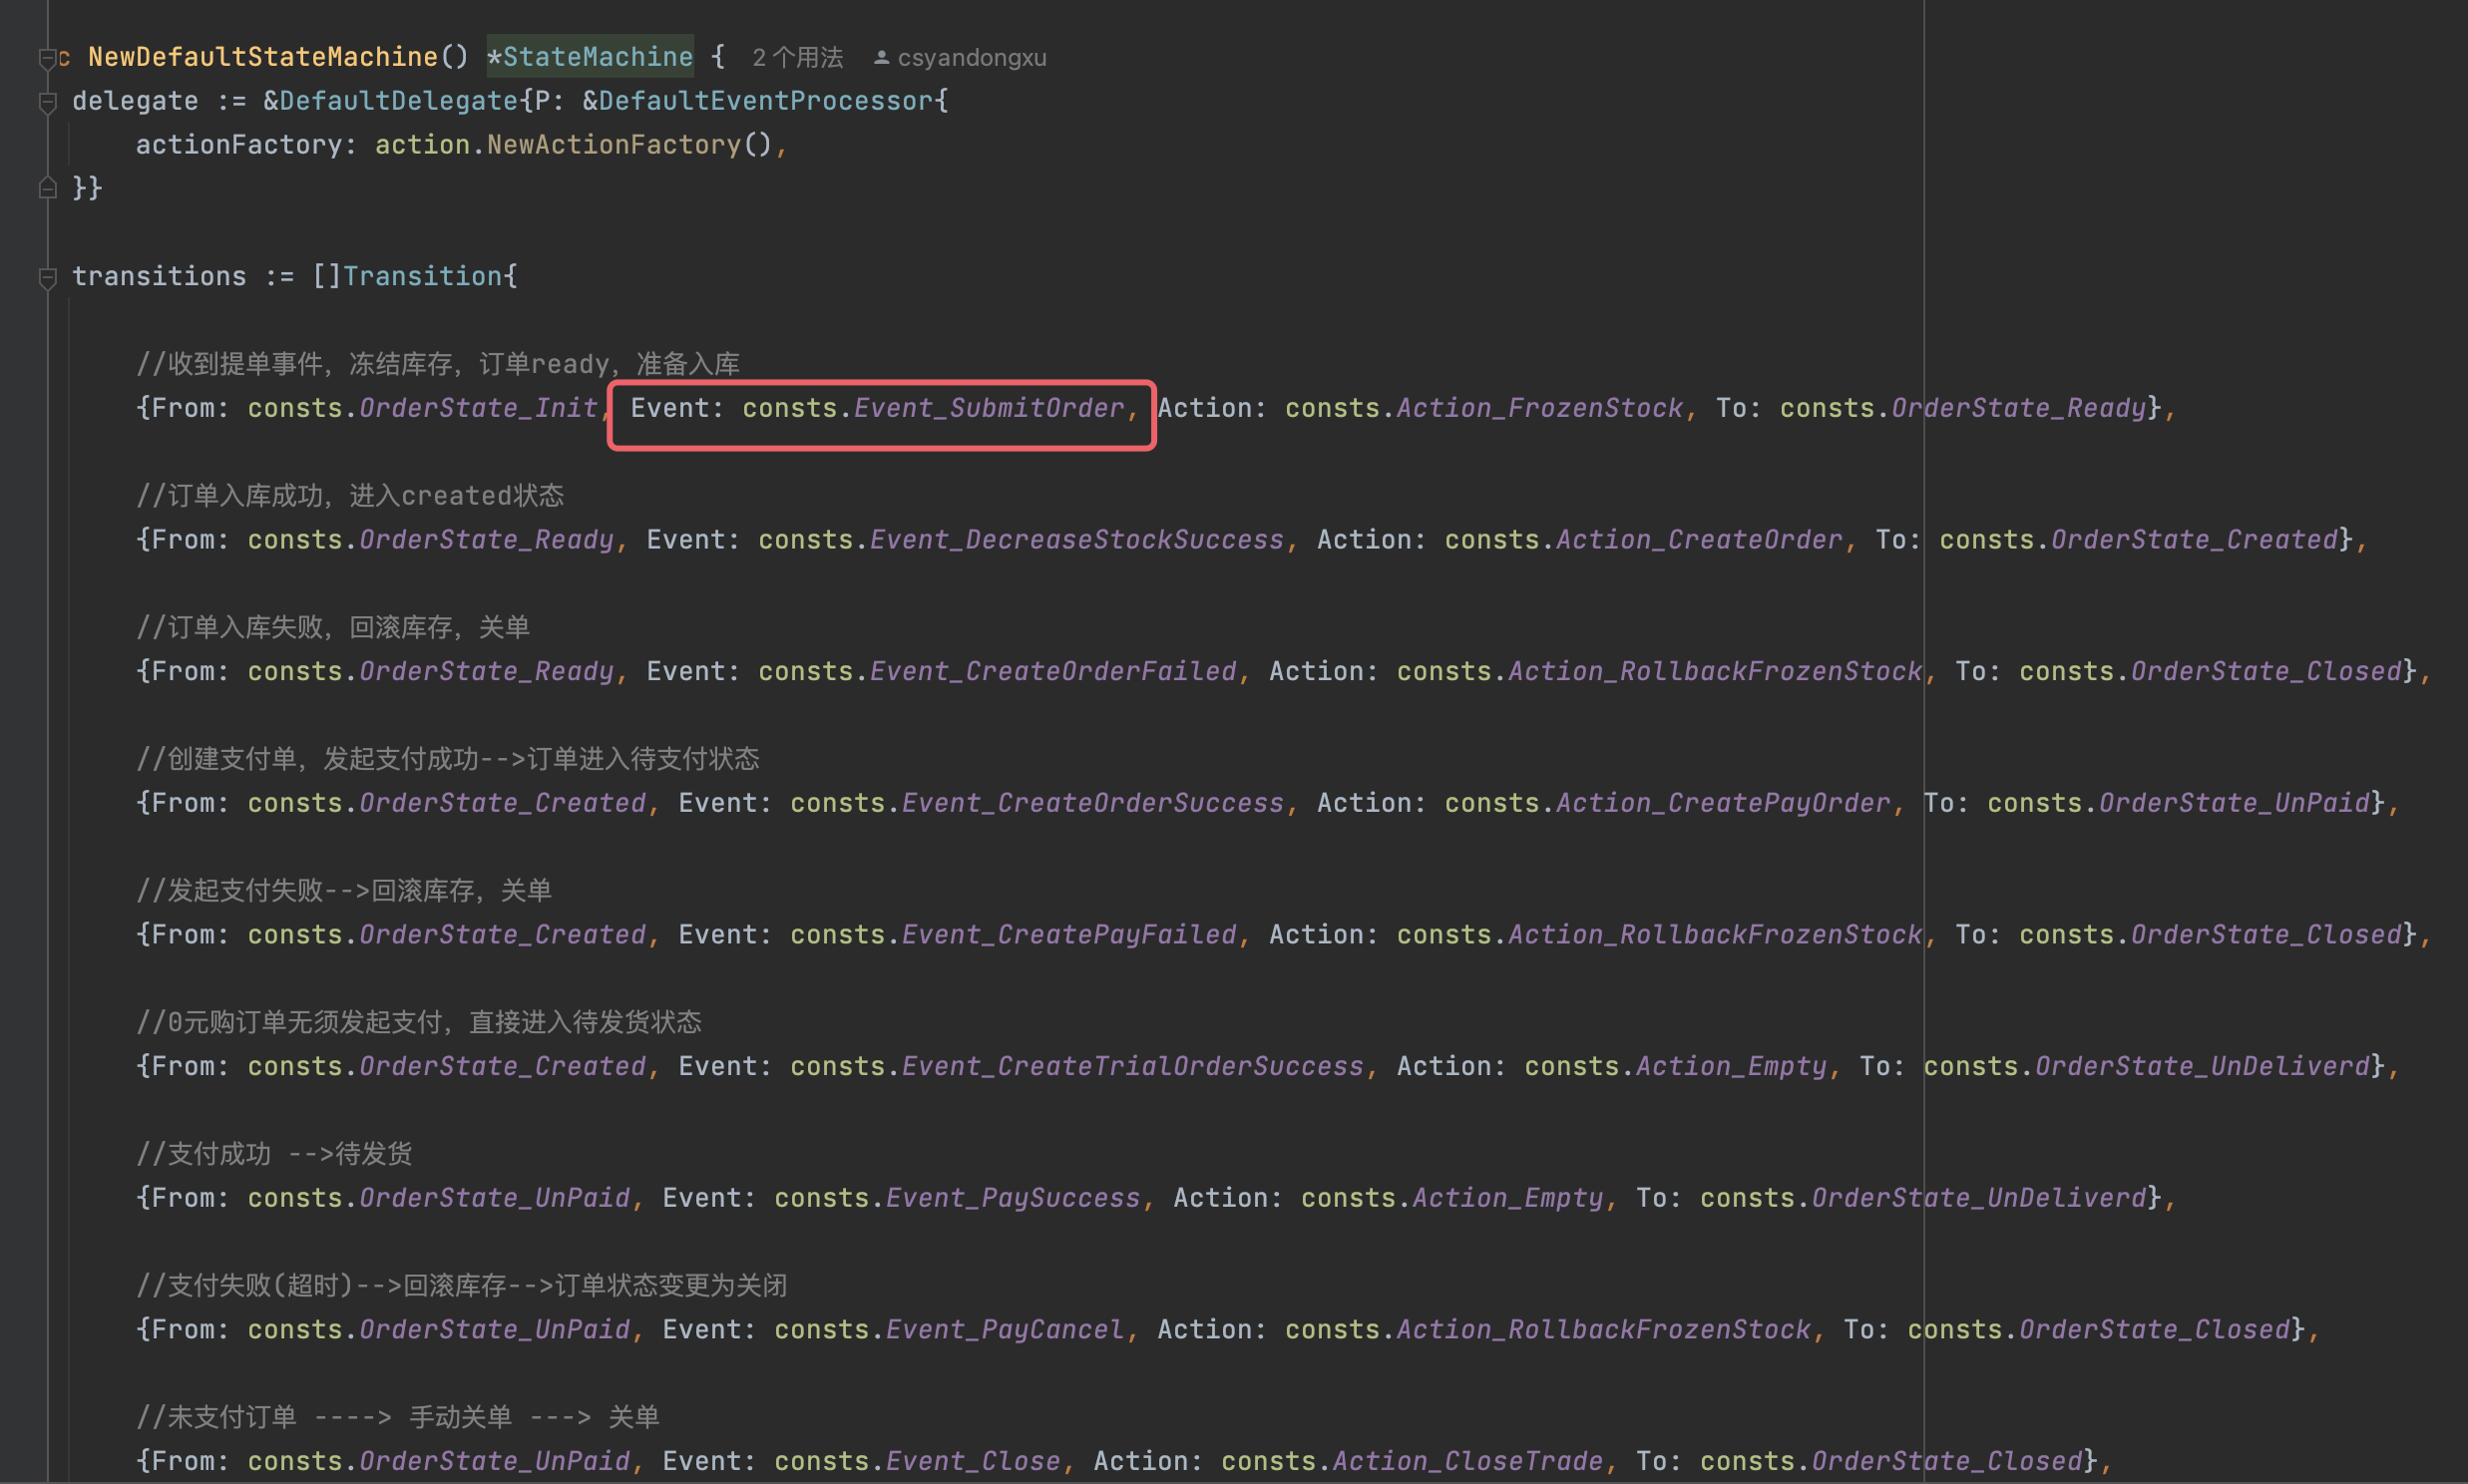 c NewDefaultStateMachine() *StateMachine { 2个用法 csyandongxu
delegate := &DefaultDelegate{P: &DefaultEventProcessor{
actionFactory: action.NewActionFactory(),
}}
transitions := []Transition{
//收到提单事件，冻结库存，订单ready，准备入库
{From: consts.OrderState_Init, Event: consts.Event_SubmitOrder, Action: consts.Action_FrozenStock, To: consts.OrderState_Ready},
//订单入库成功，进入created状态
{From: consts.OrderState_Ready, Event: consts.Event_DecreaseStockSuccess, Action: consts.Action_CreateOrder, To: consts.OrderState_Created},
//订单入库失败，回滚库存，关单
{From: consts.OrderState_Ready, Event: consts.Event_CreateOrderFailed, Action: consts.Action_RollbackFrozenStock, To: consts.OrderState_Closed},
//创建支付单，发起支付成功-->订单进入待支付状态
{From: consts.OrderState_Created, Event: consts.Event_CreateOrderSuccess, Action: consts.Action_CreatePayOrder, To: consts.OrderState_UnPaid},
//发起支付失败-->回滚库存，关单
{From: consts.OrderState_Created, Event: consts.Event_CreatePayFailed, Action: consts.Action_RollbackFrozenStock, To: consts.OrderState_Closed},
//0元购订单无须发起支付，直接进入待发货状态
{From: consts.OrderState_Created, Event: consts.Event_CreateTrialOrderSuccess, Action: consts.Action_Empty, To: consts.OrderState_UnDeliverd},
//支付成功 -->待发货
{From: consts.OrderState_UnPaid, Event: consts.Event_PaySuccess, Action: consts.Action_Empty, To: consts.OrderState_UnDeliverd},
//支付失败(超时)-->回滚库存-->订单状态变更为关闭
{From: consts.OrderState_UnPaid, Event: consts.Event_PayCancel, Action: consts.Action_RollbackFrozenStock, To: consts.OrderState_Closed},
//未支付订单 ----> 手动关单 ---> 关单
{From: consts.OrderState_UnPaid, Event: consts.Event_Close, Action: consts.Action_CloseTrade, To: consts.OrderState_Closed},